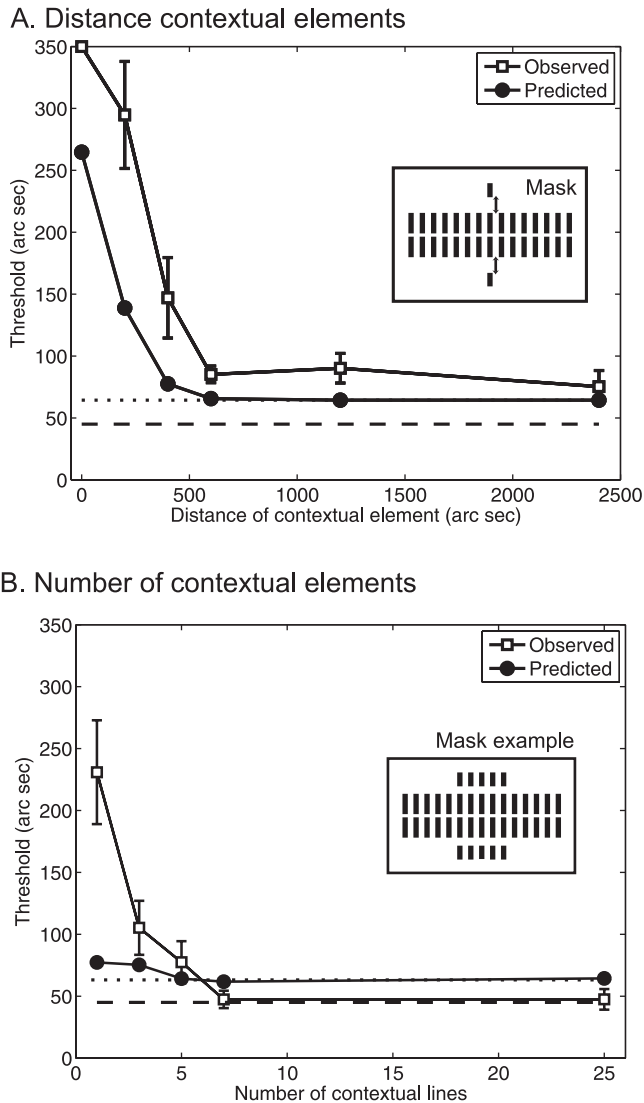 A. Distance contextual elements
350
300
250
200
150
100
50
0
Threshold (arc sec)
Observed
Predicted
Mask
0
500
1000
1500
2000
2500
Distance of contextual element (arc sec)
B. Number of contextual elements
350
300
250
200
150
100
50
0
Threshold (arc sec)
Observed
Predicted
Mask example
0
5
10
15
20
25
Number of contextual lines